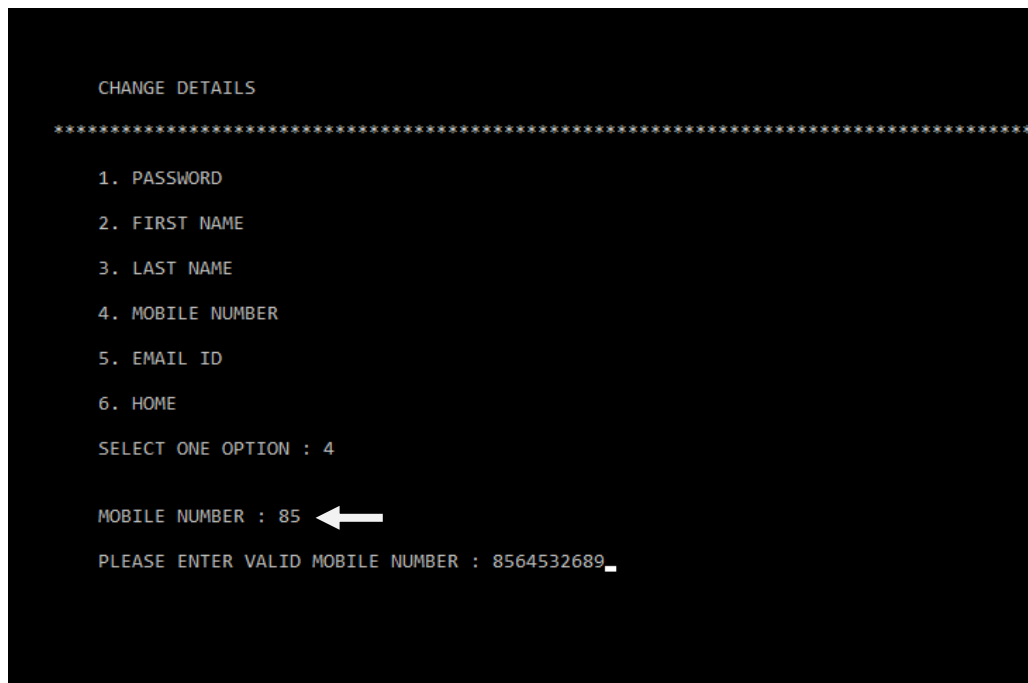 CHANGE DETAILS
***************************************************************************************
1. PASSWORD
2. FIRST NAME
3. LAST NAME
4. MOBILE NUMBER
5. EMAIL ID
6. HOME
SELECT ONE OPTION : 4
MOBILE NUMBER : 85
PLEASE ENTER VALID MOBILE NUMBER : 8564532689